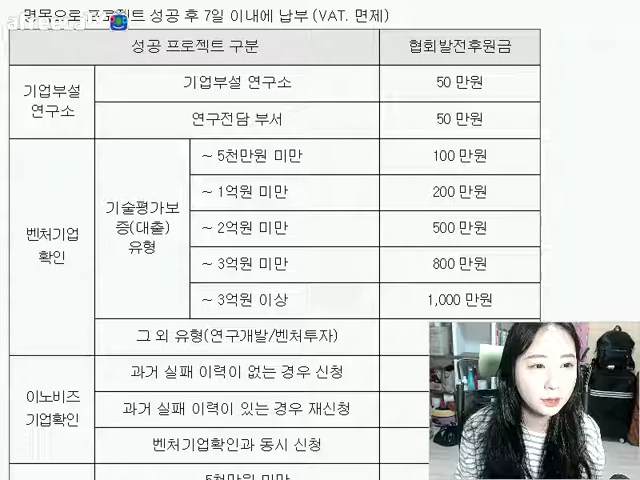 afreeca
명목으로 프로젝트 성공 후 7일 이내에 납부 (VAT. 면제)
성공 프로젝트 구분 협회발전후원금
기업부설
연구소
기업부설 연구소 50 만원
연구전담 부서 50 만원
벤처기업
확인
기술평가보
증(대출)
유형
~ 5천만원 미만 100 만원
~ 1억원 미만 200 만원
~ 2억원 미만 500 만원
~ 3억원 미만 800 만원
~ 3억원 이상 1,000 만원
그 외 유형(연구개발/벤처투자)
이노비즈
기업확인
과거 실패 이력이 없는 경우 신청
과거 실패 이력이 있는 경우 재신청
벤처기업확인과 동시 신청
5천만원 미만